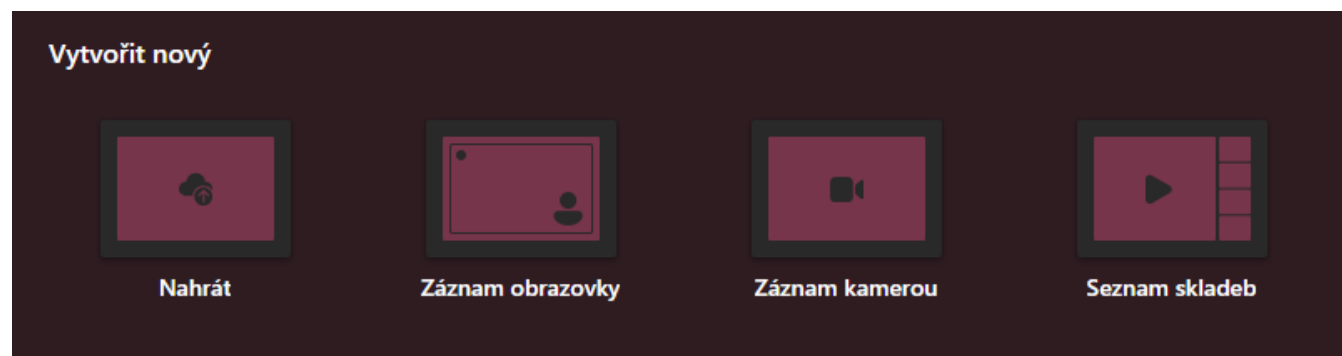 Vytvořit nový
Nahrát
Záznam obrazovky
Záznam kamerou
Seznam skladeb